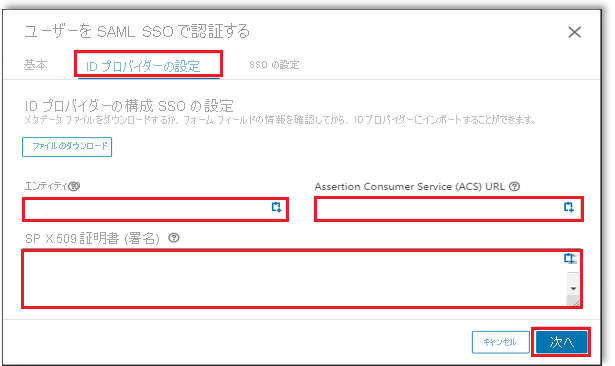 ユーザーを SAML SSO で認証する
基本 ID プロバイダーの設定 SSO の設定
ID プロバイダーの構成 SSO の設定
メタデータ ファイルをダウンロードするか、フォーム フィールドの情報を確認してから、ID プロバイダーにインポートすることができます。
ファイルのダウンロード
エンティティ Assertion Consumer Service (ACS) URL
SP X.509 証明書 (署名)
キャンセル 次へ